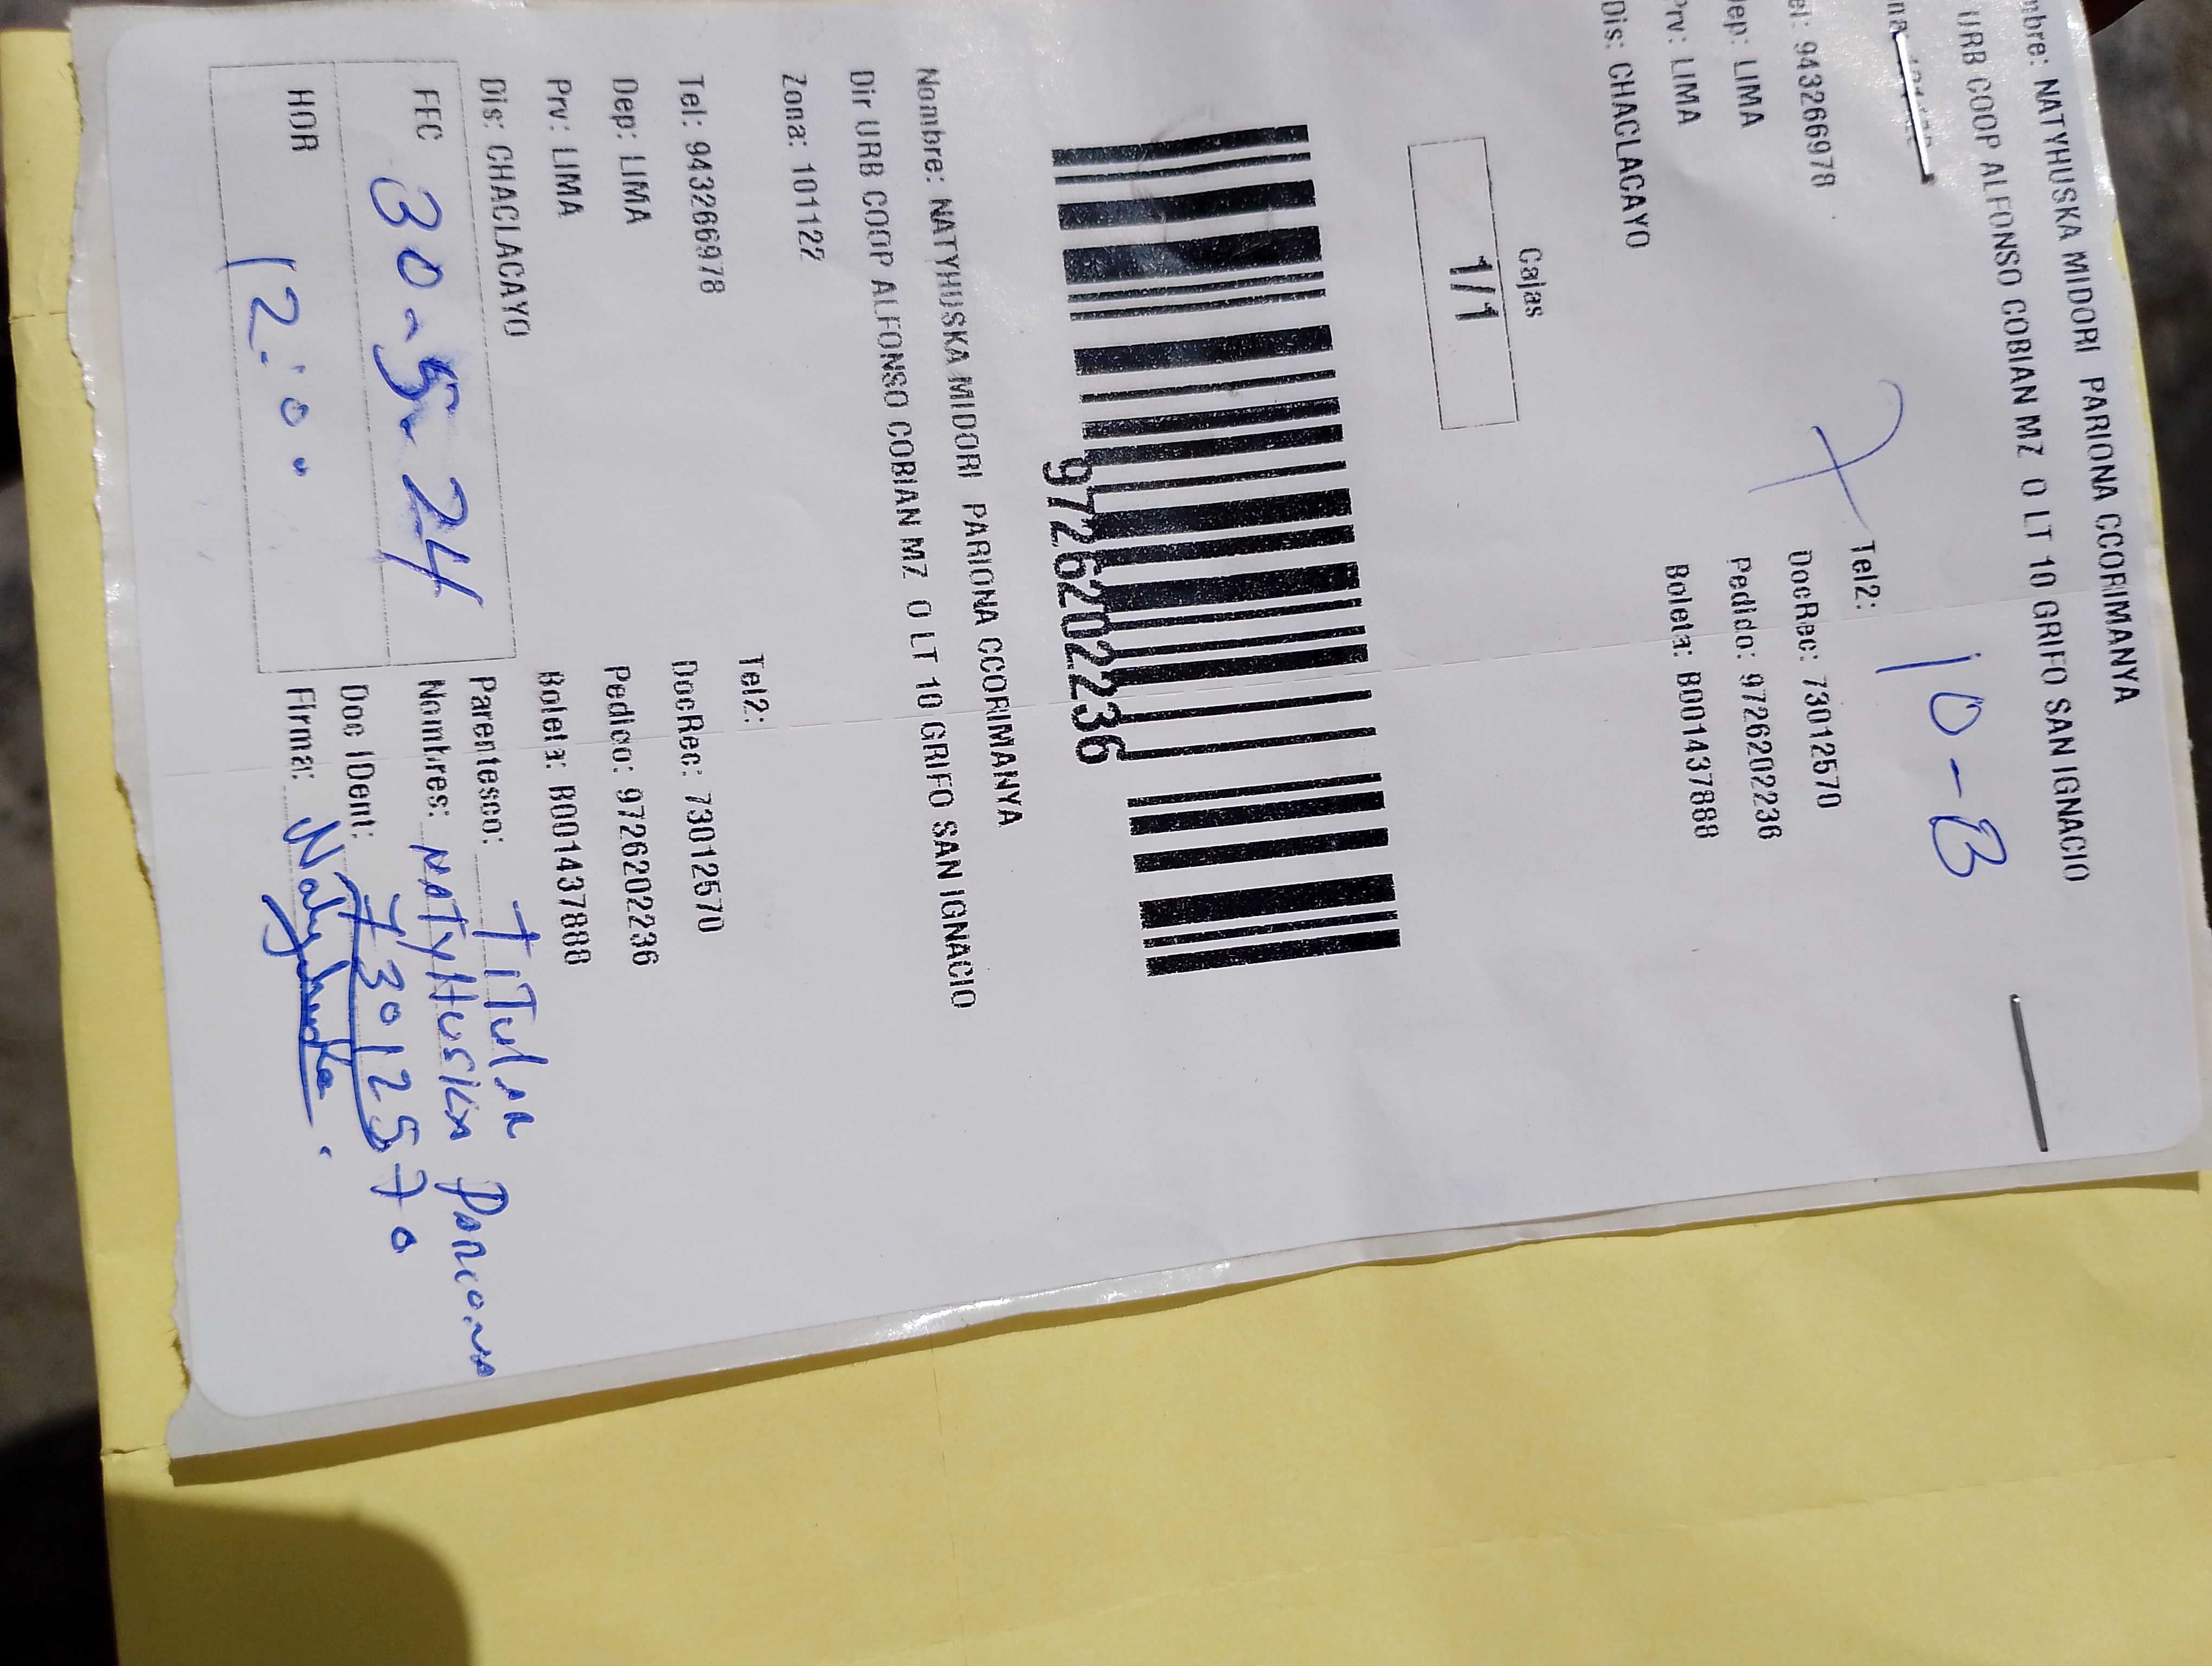 mbre: NATYHUSKA MIDORI PARIONA CCORIMANYA
URB COOP ALFONSO COBIAN MZ O LT 10 GRIFO SAN IGNACIO
10-B
el: 943266978 Tel2:
ep: LIMA DocRec: 73012570
Prv: LIMA Pedido: 9726202236
Dis: CHACLACAYO Boleta: B001437888
Cajas
1/1
9726202236
Nombre: NATYHUSKA MIDORI PARIONA CCORIMANYA
Dir URB COOP ALFONSO COBIAN MZ O LT 10 GRIFO SAN IGNACIO
Zona: 101122
Tel: 943266978 Tel2:
Dep: LIMA DocRec: 73012570
Prv: LIMA Pedido: 9726202236
Dis: CHACLACAYO Boleta: B001437888
FEC 30-5-24
HOR 12:00
Parentesco: Titular
Nombres: NATYHUSKA Pariona
Doc IDent: 73012570
Firma: Natyhuska